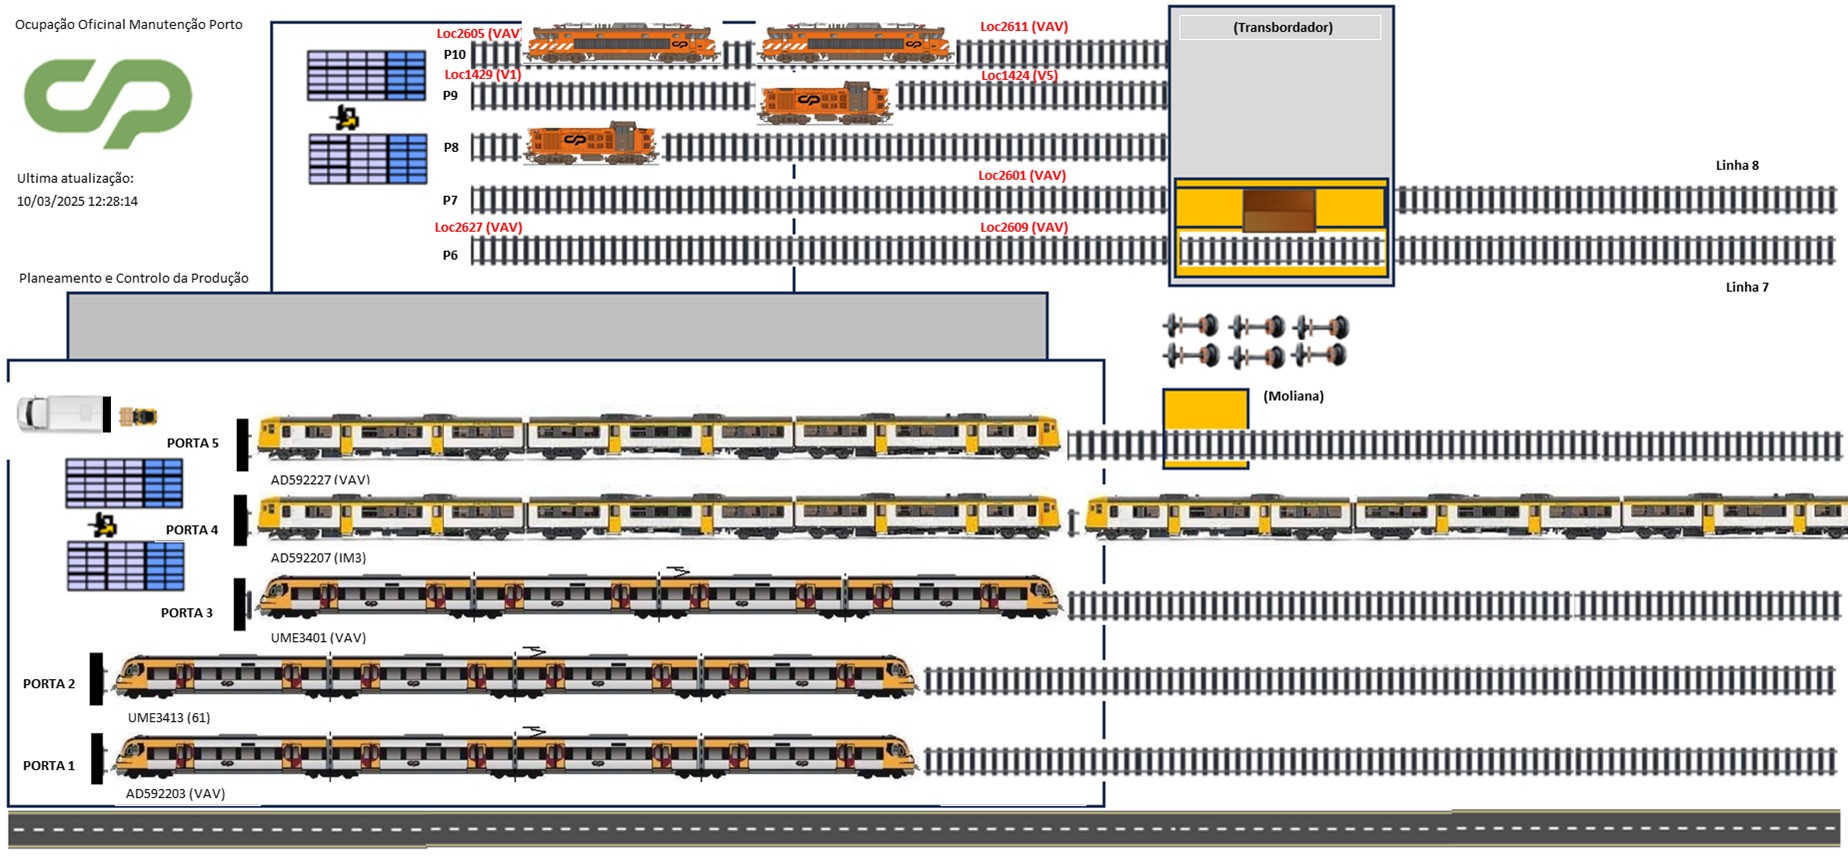 Ocupação Oficinal Manutenção Porto
CP
Ultima atualização:
10/03/2025 12:28:14
Planeamento e Controlo da Produção
Loc2605 (VAV)
Loc2611 (VAV)
(Transbordador)
P10
Loc1429 (V1)
Loc1424 (V5)
P9
P8
Linha 8
Loc2601 (VAV)
P7
Loc2627 (VAV)
Loc2609 (VAV)
P6
Linha 7
(Moliana)
PORTA 5
AD592227 (VAV)
PORTA 4
AD592207 (IM3)
PORTA 3
UME3401 (VAV)
PORTA 2
UME3413 (61)
PORTA 1
AD592203 (VAV)